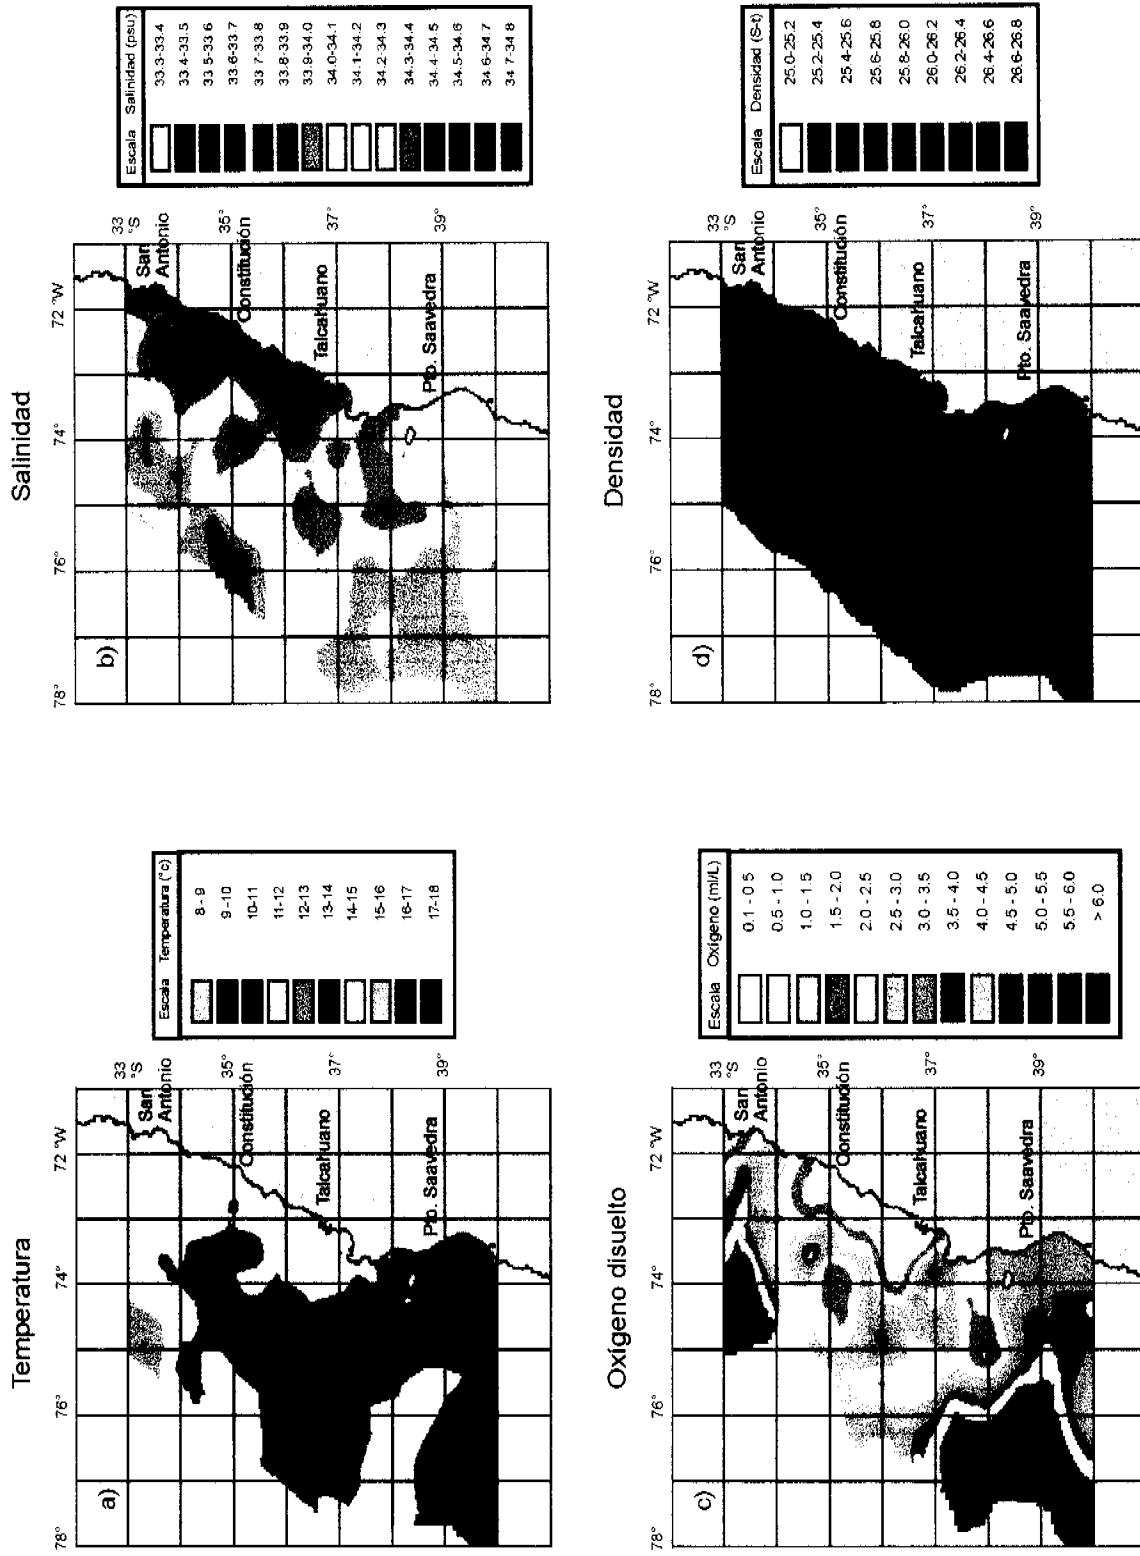 Temperatura
a)
78°
76°
74°
72 °W
33
°S
35°
37°
39°
San
Antonio
Constitución
Talcahuano
Pto. Saavedra
Escala Temperatura (°c)
8 - 9
9-10
10-11
11-12
12-13
13-14
14-15
15-16
16-17
17-18
Salinidad
b)
78°
76°
74°
72 °W
33
°S
35°
37°
39°
San
Antonio
Constitución
Talcahuano
Pto. Saavedra
Escala Salinidad (psu)
33.3-33.4
33.4-33.5
33.5-33.6
33.6-33.7
33.7-33.8
33.8-33.9
33.9-34.0
34.0-34.1
34.1-34.2
34.2-34.3
34.3-34.4
34.4-34.5
34.5-34.6
34.6-34.7
34.7-34.8
Oxígeno disuelto
c)
78°
76°
74°
72 °W
33
°S
35°
37°
39°
San
Antonio
Constitución
Talcahuano
Pto. Saavedra
Escala Oxígeno (ml/L)
0.1 - 0.5
0.5 - 1.0
1.0 - 1.5
1.5 - 2.0
2.0 - 2.5
2.5 - 3.0
3.0 - 3.5
3.5 - 4.0
4.0 - 4.5
4.5 - 5.0
5.0 - 5.5
5.5 - 6.0
> 6.0
Densidad
d)
78°
76°
74°
72 °W
33
°S
35°
37°
39°
San
Antonio
Constitución
Talcahuano
Pto. Saavedra
Escala Densidad (S-t)
25.0-25.2
25.2-25.4
25.4-25.6
25.6-25.8
25.8-26.0
26.0-26.2
26.2-26.4
26.4-26.6
26.6-26.8